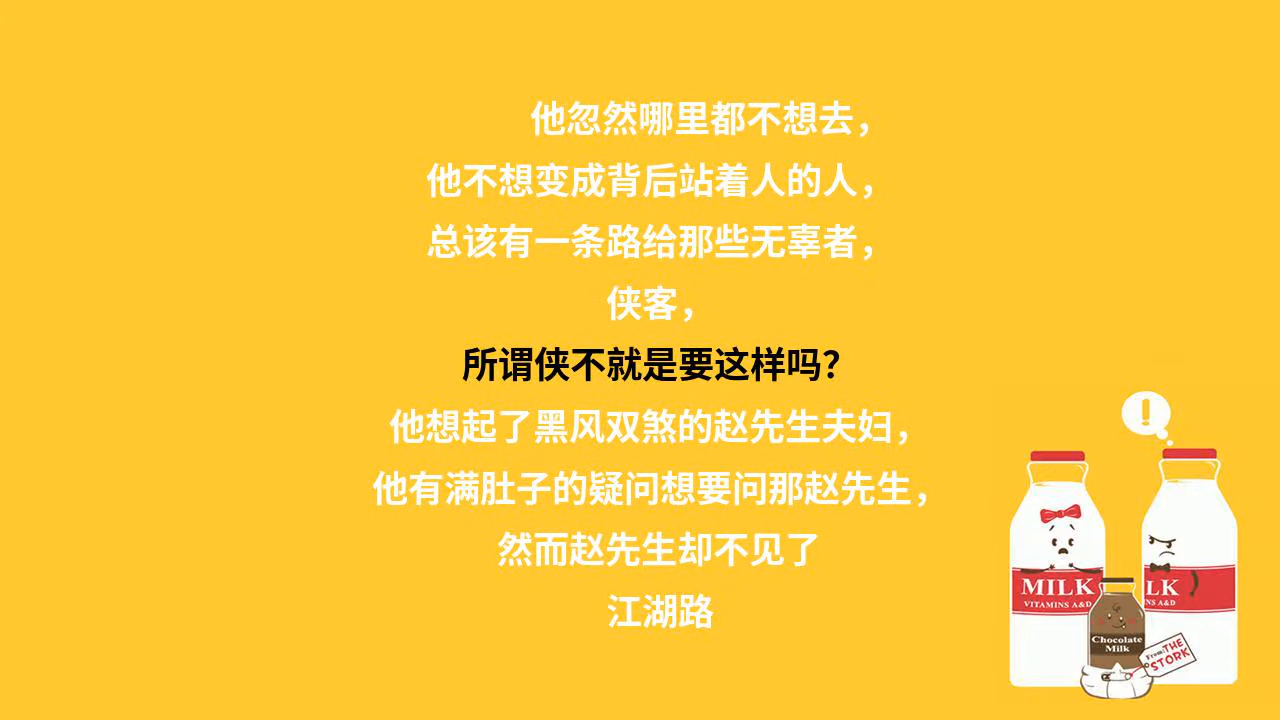 他忽然哪里都不想去，
他不想变成背后站着人的人，
总该有一条路给那些无辜者，
侠客，
所谓侠不就是要这样吗？
他想起了黑风双煞的赵先生夫妇，
他有满肚子的疑问想要问那赵先生，
然而赵先生却不见了
江湖路
!
MILK
VITAMINS A&D
LK
NS A&D
Chocolate
Milk
From: THE
STORK